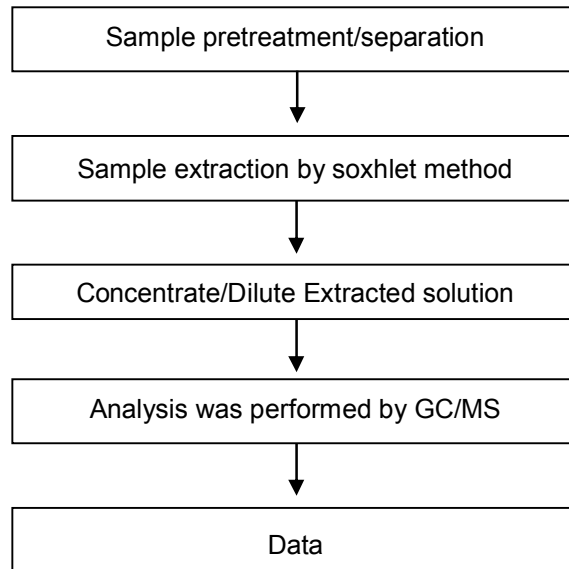 Sample pretreatment/separation
Sample extraction by soxhlet method
Concentrate/Dilute Extracted solution
Analysis was performed by GC/MS
Data